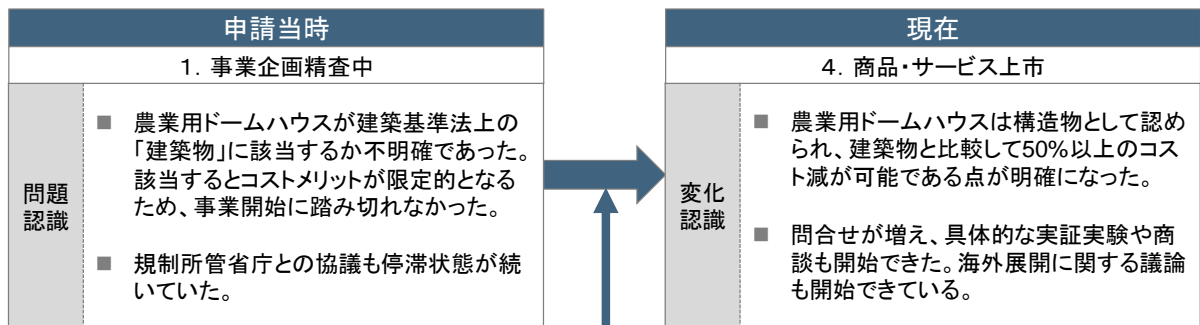 申請当時
1．事業企画精査中
問題
認識
■ 農業用ドームハウスが建築基準法上の
「建築物」に該当するか不明確であった。
該当するとコストメリットが限定的となる
ため、事業開始に踏み切れなかった。
■ 規制所管省庁との協議も停滞状態が続
いていた。
現在
４．商品・サービス上市
変化
認識
■ 農業用ドームハウスは構造物として認め
られ、建築物と比較して50%以上のコス
ト減が可能である点が明確になった。
■ 問合せが増え、具体的な実証実験や商
談も開始できた。海外展開に関する議論
も開始できている。